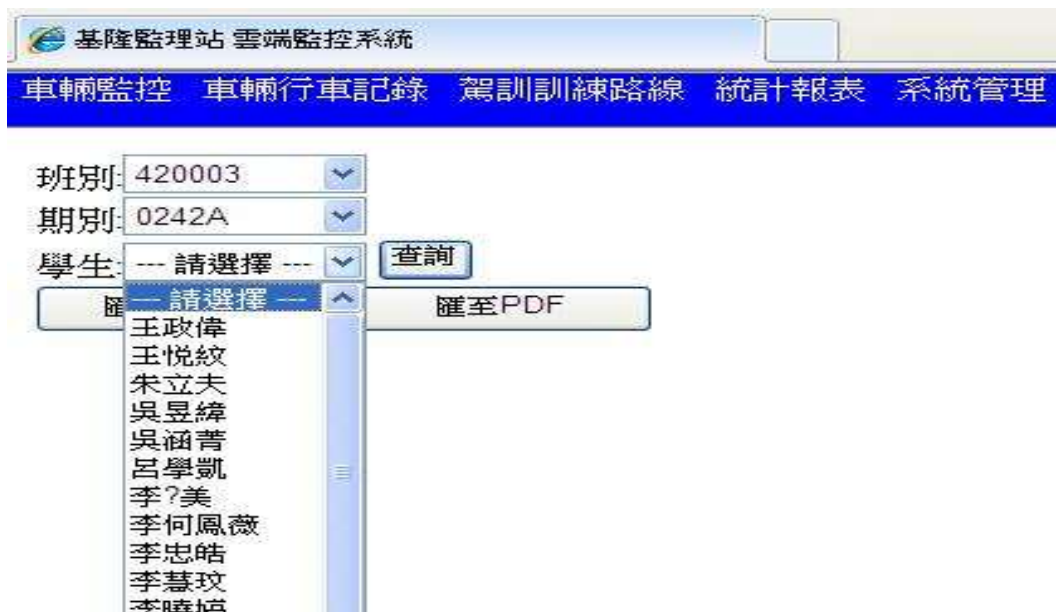 基隆監理站 雲端監控系統
車輛監控 車輛行車記錄 駕訓訓練路線 統計報表 系統管理
班別: 420003
期別: 0242A
學生: --- 請選擇 --- 查詢
匯至PDF
--- 請選擇 ---
王政偉
王悦紋
朱立夫
吳昱緯
吳涵菁
呂學凱
李?美
李何鳳薇
李忠皓
李慧玟